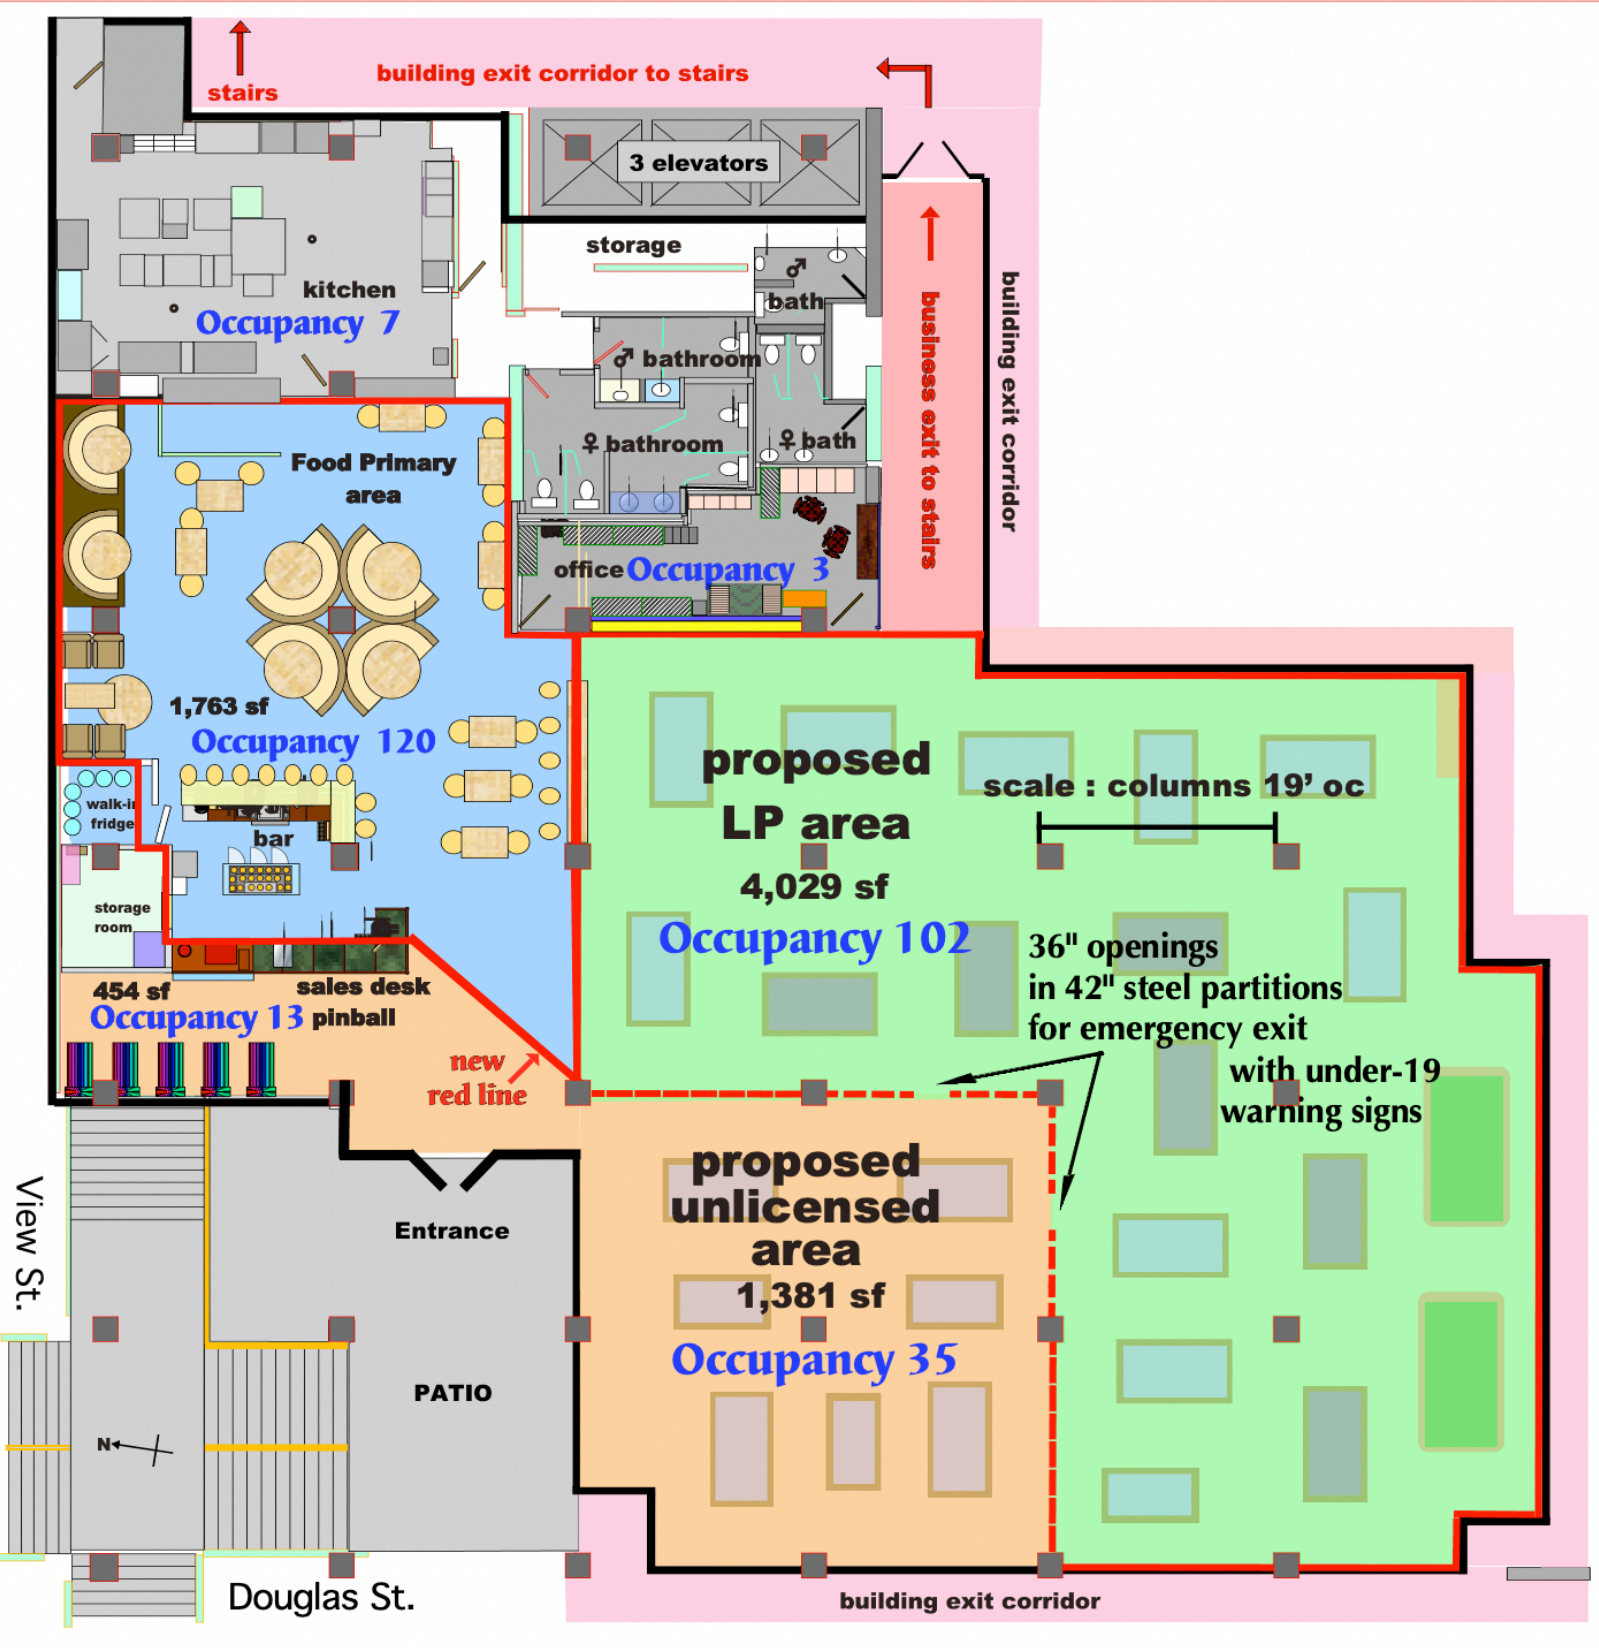 building exit corridor to stairs
stairs
3 elevators
storage
♂
bath
kitchen
Occupancy 7
♂ bathroom
♀ bathroom
♀ bath
business exit to stairs
building exit corridor
Food Primary
area
office
Occupancy 3
1,763 sf
Occupancy 120
walk-in
fridge
bar
storage
room
454 sf
Occupancy 13
sales desk
pinball
new
red line
proposed
LP area
4,029 sf
Occupancy 102
scale : columns 19’ oc
36" openings
in 42" steel partitions
for emergency exit
with under-19
warning signs
proposed
unlicensed
area
1,381 sf
Occupancy 35
Entrance
PATIO
View St.
N
Douglas St.
building exit corridor